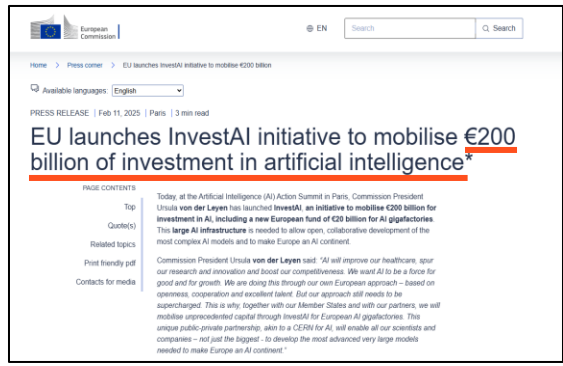 European
Commission
EN
Search
Search
Home > Press corner > EU launches InvestAI initiative to mobilise €200 billion
Available languages: English
PRESS RELEASE | Feb 11, 2025 | Paris | 3 min read
EU launches InvestAI initiative to mobilise €200
billion of investment in artificial intelligence*
PAGE CONTENTS
Top
Quote(s)
Related topics
Print friendly pdf
Contacts for media
Today, at the Artificial Intelligence (AI) Action Summit in Paris, Commission President
Ursula von der Leyen has launched InvestAI, an initiative to mobilise €200 billion for
investment in AI, including a new European fund of €20 billion for AI gigafactories.
This large AI infrastructure is needed to allow open, collaborative development of the
most complex AI models and to make Europe an AI continent.
Commission President Ursula von der Leyen said: "AI will improve our healthcare, spur
our research and innovation and boost our competitiveness. We want AI to be a force for
good and for growth. We are doing this through our own European approach – based on
openness, cooperation and excellent talent. But our approach still needs to be
supercharged. This is why, together with our Member States and with our partners, we will
mobilise unprecedented capital through InvestAI for European AI gigafactories. This
unique public-private partnership, akin to a CERN for AI, will enable all our scientists and
companies – not just the biggest - to develop the most advanced very large models
needed to make Europe an AI continent."